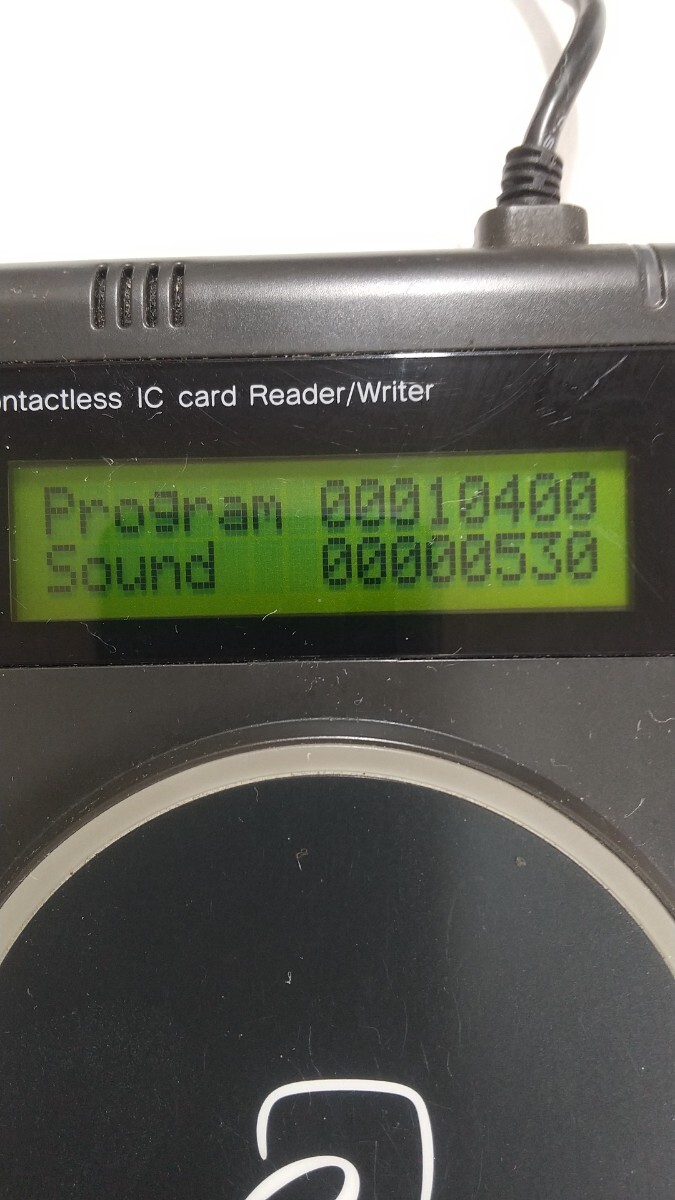 ontactless IC card Reader/Writer
Program 00010400
Sound 00000530